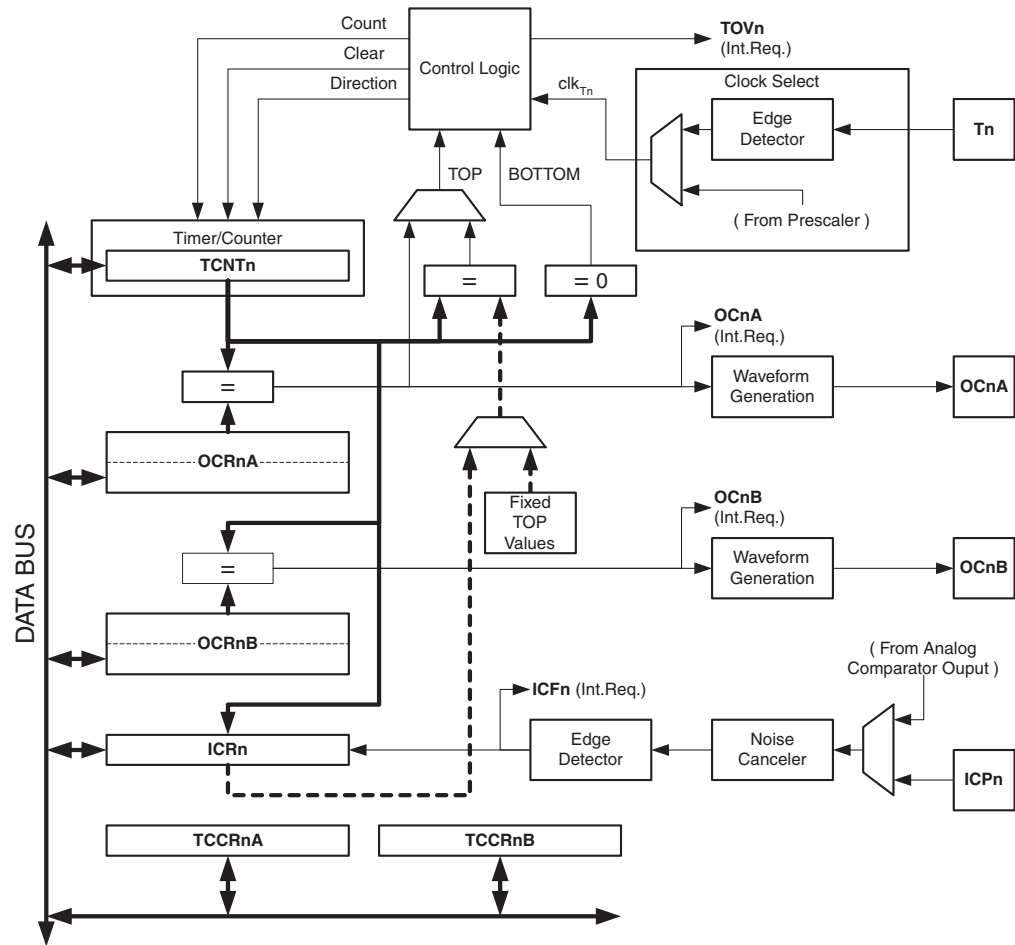 Count
Clear
Direction
Control Logic
TOVn
(Int.Req.)
clkTn
Clock Select
Edge
Detector
Tn
( From Prescaler )
TOP
BOTTOM
Timer/Counter
TCNTn
=
= 0
OCnA
(Int.Req.)
=
Waveform
Generation
OCnA
OCRnA
Fixed
TOP
Values
OCnB
(Int.Req.)
=
Waveform
Generation
OCnB
OCRnB
DATA BUS
( From Analog
Comparator Ouput )
ICFn (Int.Req.)
ICRn
Edge
Detector
Noise
Canceler
ICPn
TCCRnA
TCCRnB